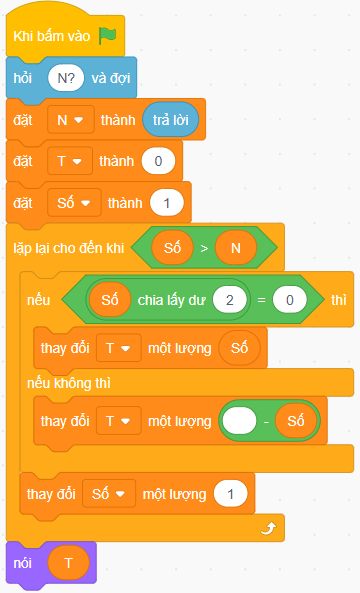 Khi bấm vào
hỏi N? và đợi
đặt N thành trả lời
đặt T thành 0
đặt Số thành 1
lặp lại cho đến khi Số > N
nếu Số chia lấy dư 2 = 0 thì
thay đổi T một lượng Số
nếu không thì
thay đổi T một lượng - Số
thay đổi Số một lượng 1
nói T